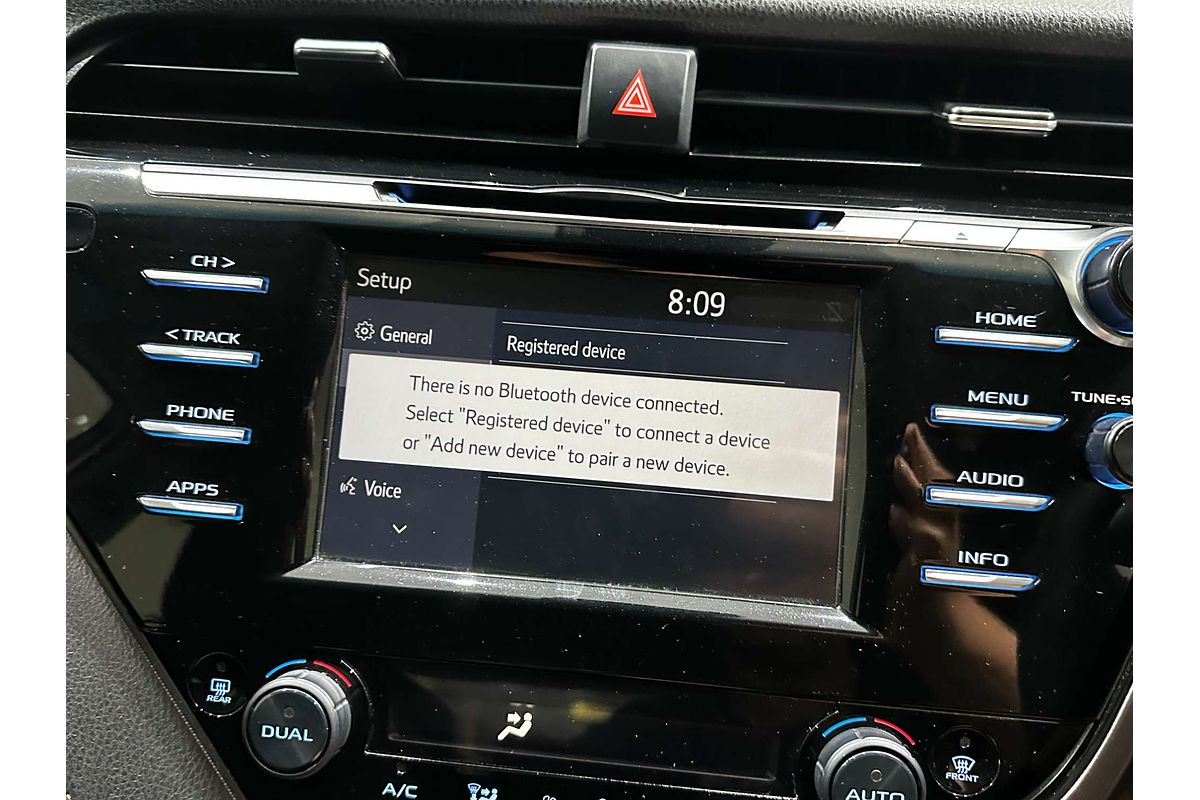 CH >
< TRACK
PHONE
APPS
Setup
8:09
General
Registered device
There is no Bluetooth device connected.
Select "Registered device" to connect a device
or "Add new device" to pair a new device.
Voice
HOME
MENU
TUNE•SC
AUDIO
INFO
REAR
DUAL
A/C
AUTO
FRONT